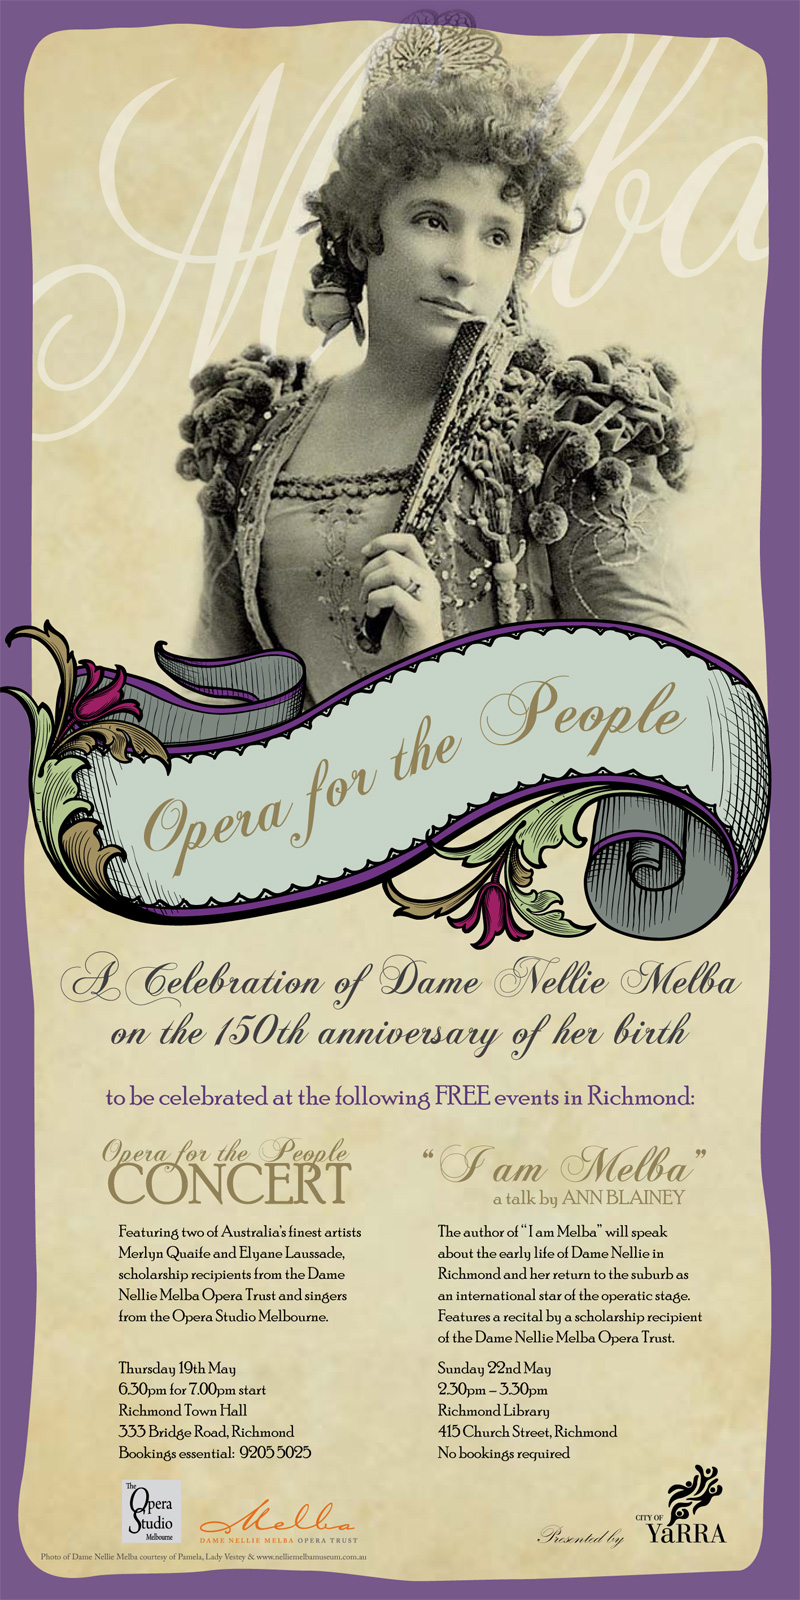 Melba
Opera for the People
A Celebration of Dame Nellie Melba
on the 150th anniversary of her birth
to be celebrated at the following FREE events in Richmond:
Opera for the People
CONCERT
Featuring two of Australia's finest artists
Merlyn Quaife and Elyane Laussade,
scholarship recipients from the Dame
Nellie Melba Opera Trust and singers
from the Opera Studio Melbourne.
Thursday 19th May
6.30pm for 7.00pm start
Richmond Town Hall
333 Bridge Road, Richmond
Bookings essential: 9205 5025
“I am Melba”
a talk by ANN BLAINEY
The author of “I am Melba” will speak
about the early life of Dame Nellie in
Richmond and her return to the suburb as
an international star of the operatic stage.
Features a recital by a scholarship recipient
of the Dame Nellie Melba Opera Trust.
Sunday 22nd May
2.30pm – 3.30pm
Richmond Library
415 Church Street, Richmond
No bookings required
The
Opera
Studio
Melbourne
Melba
DAME NELLIE MELBA OPERA TRUST
Presented by
CITY OF
YaRRA
Photo of Dame Nellie Melba courtesy of Pamela, Lady Vestey & www.nelliemelbamuseum.com.au